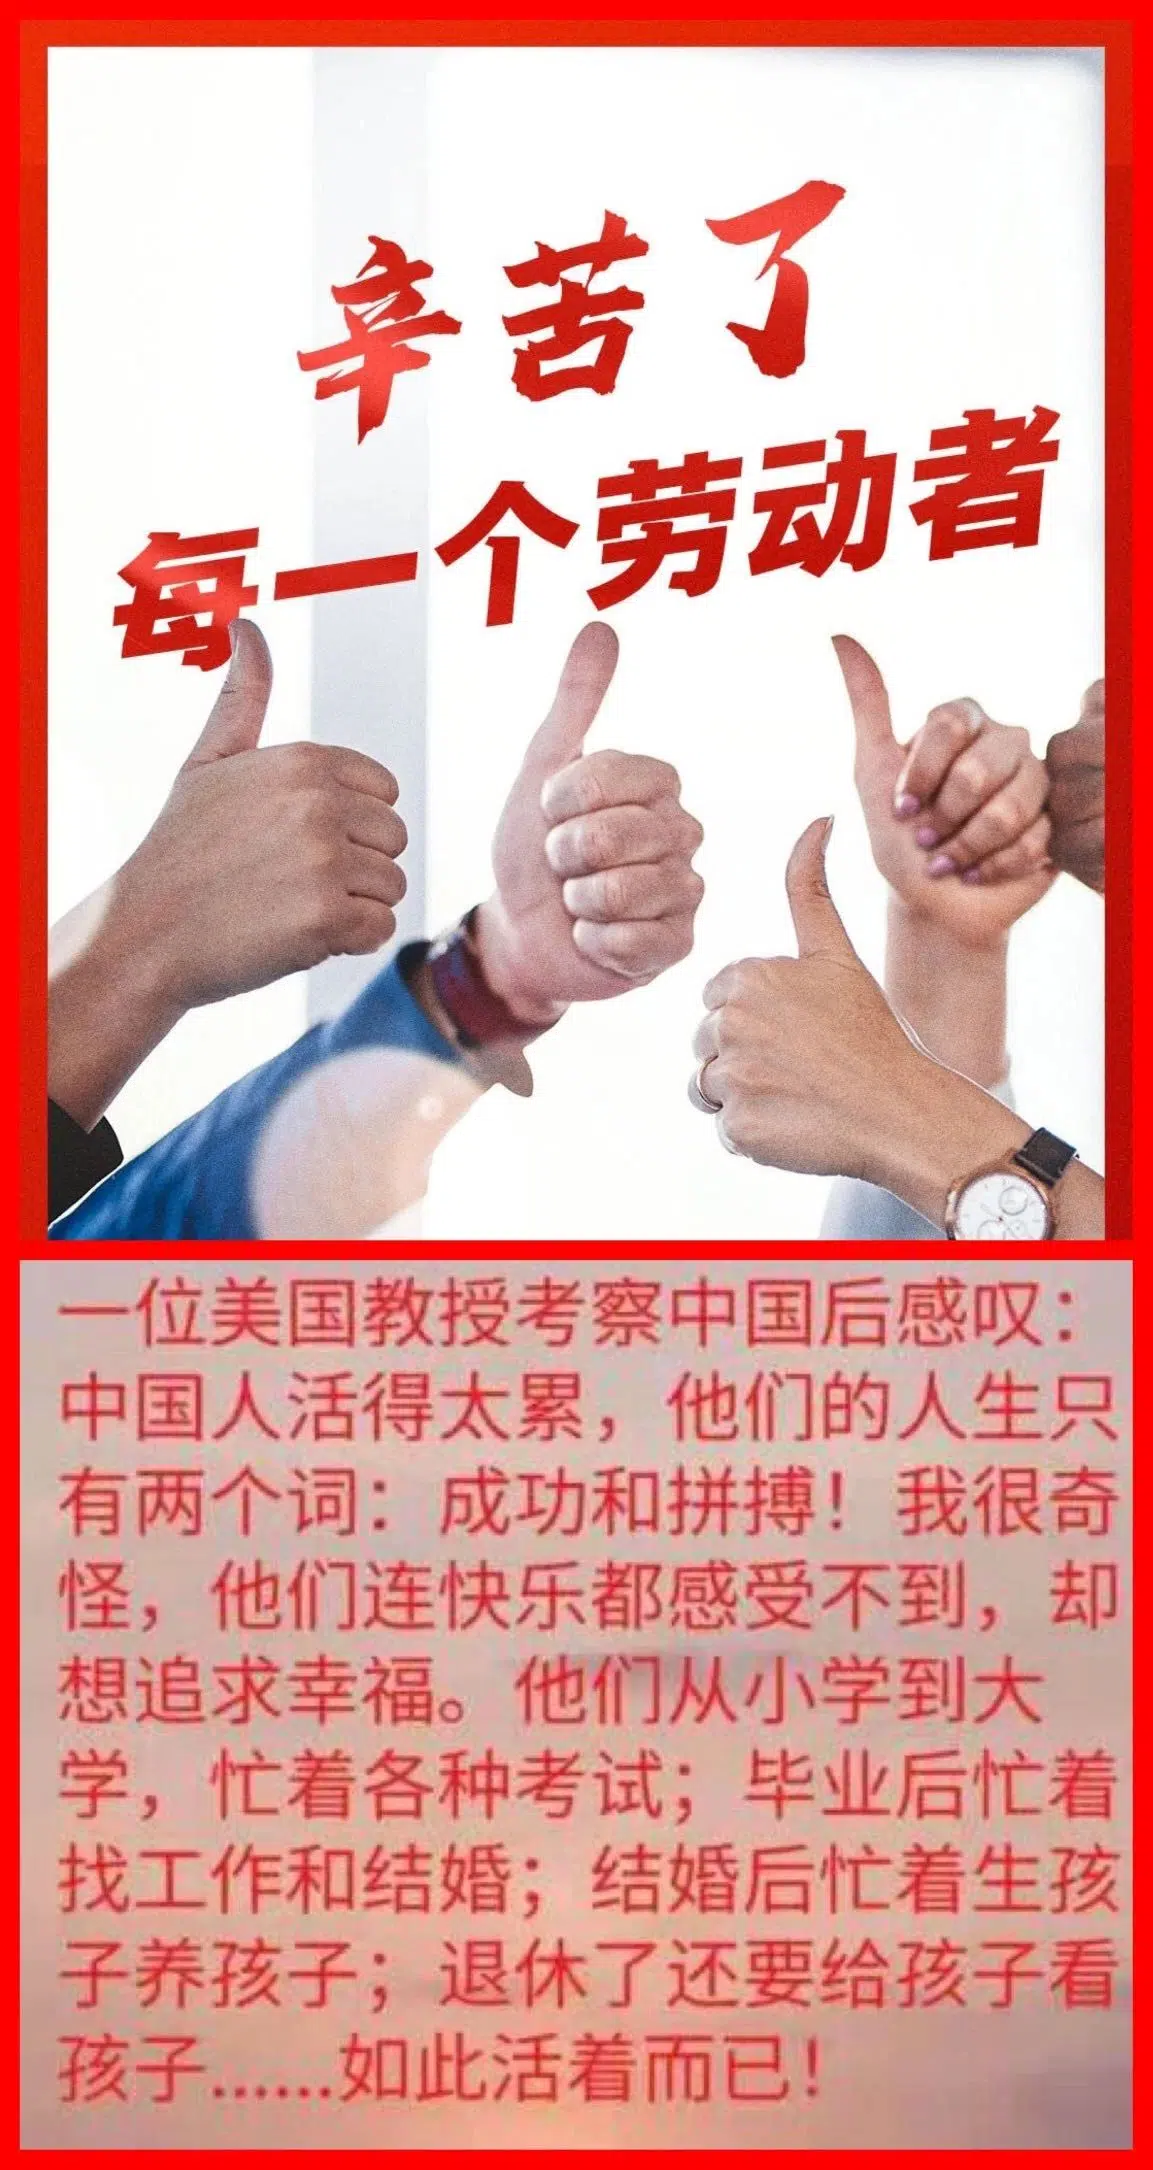 辛苦了
每一个劳动者
一位美国教授考察中国后感叹：
中国人活得太累，他们的人生只
有两个词：成功和拼搏！我很奇
怪，他们连快乐都感受不到，却
想追求幸福。他们从小学到大
学，忙着各种考试；毕业后忙着
找工作和结婚；结婚后忙着生孩
子养孩子；退休了还要给孩子看
孩子......如此活着而已！